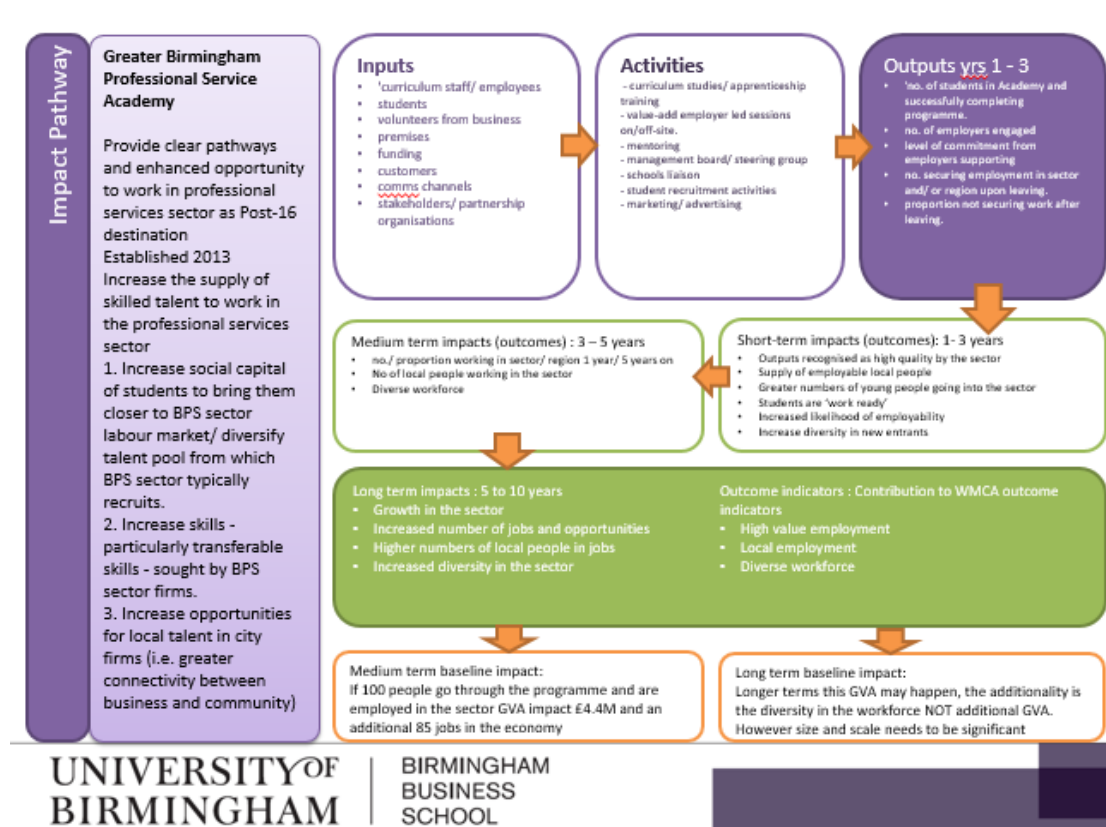 Impact Pathway
Greater Birmingham
Professional Service
Academy
Provide clear pathways
and enhanced opportunity
to work in professional
services sector as Post-16
destination
Established 2013
Increase the supply of
skilled talent to work in
the professional services
sector
1. Increase social capital
of students to bring them
closer to BPS sector
labour market/ diversify
talent pool from which
BPS sector typically
recruits.
2. Increase skills -
particularly transferable
skills - sought by BPS
sector firms.
3. Increase opportunities
for local talent in city
firms (i.e. greater
connectivity between
business and community)
Inputs
• 'curriculum staff/ employees
• students
• volunteers from business
• premises
• funding
• customers
• comms channels
• stakeholders/ partnership
organisations
Activities
- curriculum studies/ apprenticeship
training
- value-add employer led sessions
on/off-site.
- mentoring
- management board/ steering group
- schools liaison
- student recruitment activities
- marketing/ advertising
Outputs yrs 1 - 3
• 'no. of students in Academy and
successfully completing
programme.
• no. of employers engaged
• level of commitment from
employers supporting
• no. securing employment in sector
and/ or region upon leaving.
• proportion not securing work after
leaving.
Short-term impacts (outcomes): 1- 3 years
• Outputs recognised as high quality by the sector
• Supply of employable local people
• Greater numbers of young people going into the sector
• Students are 'work ready'
• Increased likelihood of employability
• Increase diversity in new entrants
Medium term impacts (outcomes) : 3 – 5 years
• no./ proportion working in sector/ region 1 year/ 5 years on
• No of local people working in the sector
• Diverse workforce
Long term impacts : 5 to 10 years
• Growth in the sector
• Increased number of jobs and opportunities
• Higher numbers of local people in jobs
• Increased diversity in the sector
Outcome indicators : Contribution to WMCA outcome
indicators
• High value employment
• Local employment
• Diverse workforce
Medium term baseline impact:
If 100 people go through the programme and are
employed in the sector GVA impact £4.4M and an
additional 85 jobs in the economy
Long term baseline impact:
Longer terms this GVA may happen, the additionality is
the diversity in the workforce NOT additional GVA.
However size and scale needs to be significant
UNIVERSITY OF
BIRMINGHAM
BIRMINGHAM
BUSINESS
SCHOOL